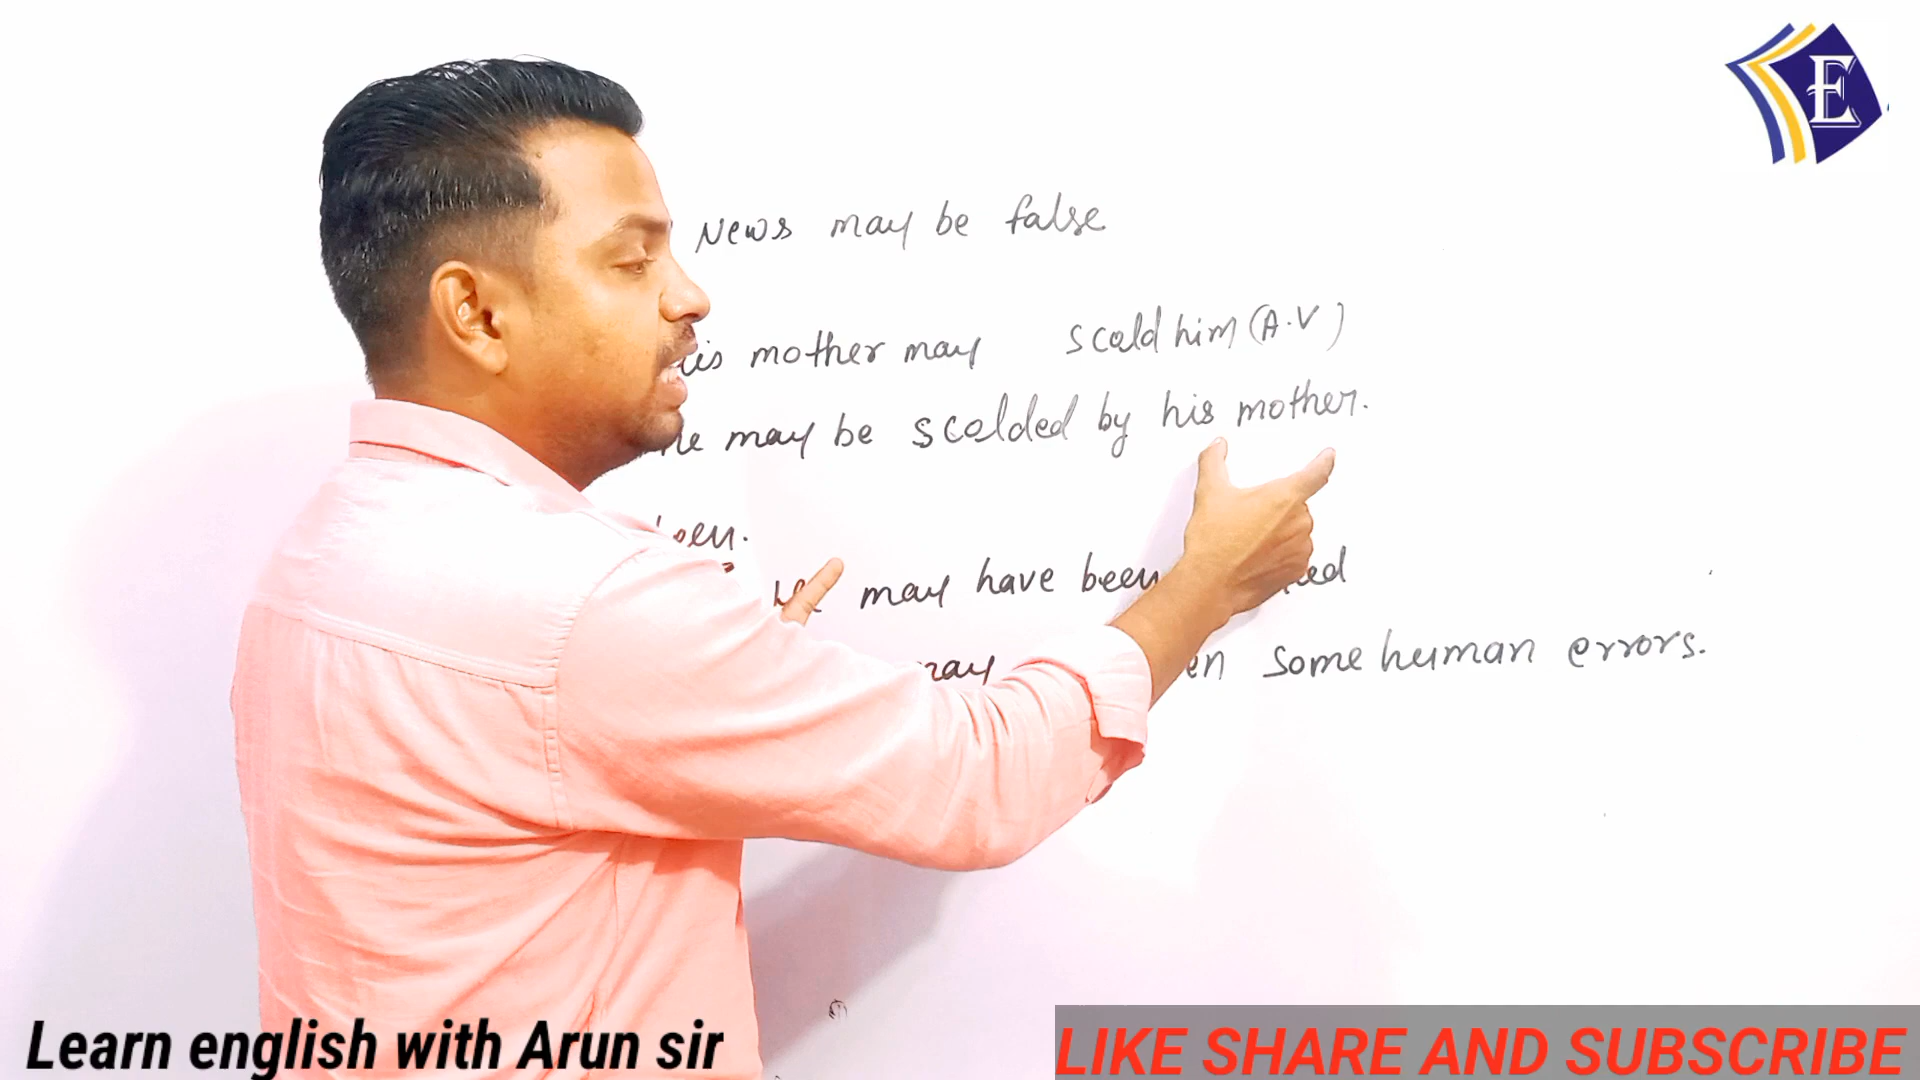 E
News may be false
mother may scold him (A.V)
may be scolded by his mother.
may have been
may some human errors.
Learn english with Arun sir
LIKE SHARE AND SUBSCRIBE